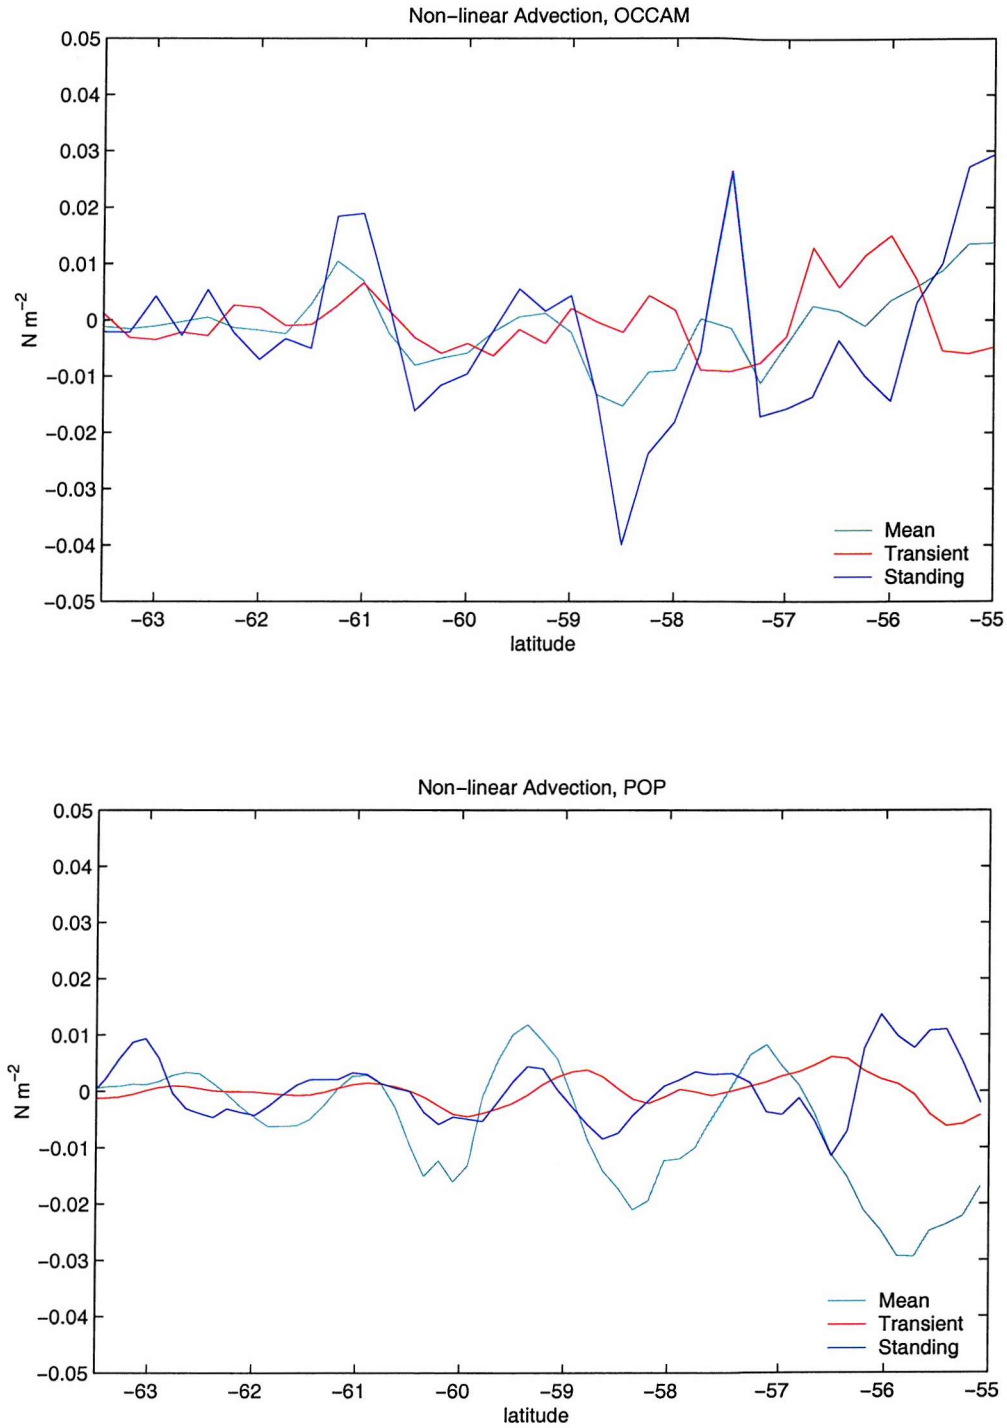 Non-linear Advection, OCCAM
0.05
0.04
0.03
0.02
0.01
0
-0.01
-0.02
-0.03
-0.04
-0.05
N m-2
Mean
Transient
Standing
-63 -62 -61 -60 -59 -58 -57 -56 -55
latitude
Non-linear Advection, POP
0.05
0.04
0.03
0.02
0.01
0
-0.01
-0.02
-0.03
-0.04
-0.05
N m-2
Mean
Transient
Standing
-63 -62 -61 -60 -59 -58 -57 -56 -55
latitude